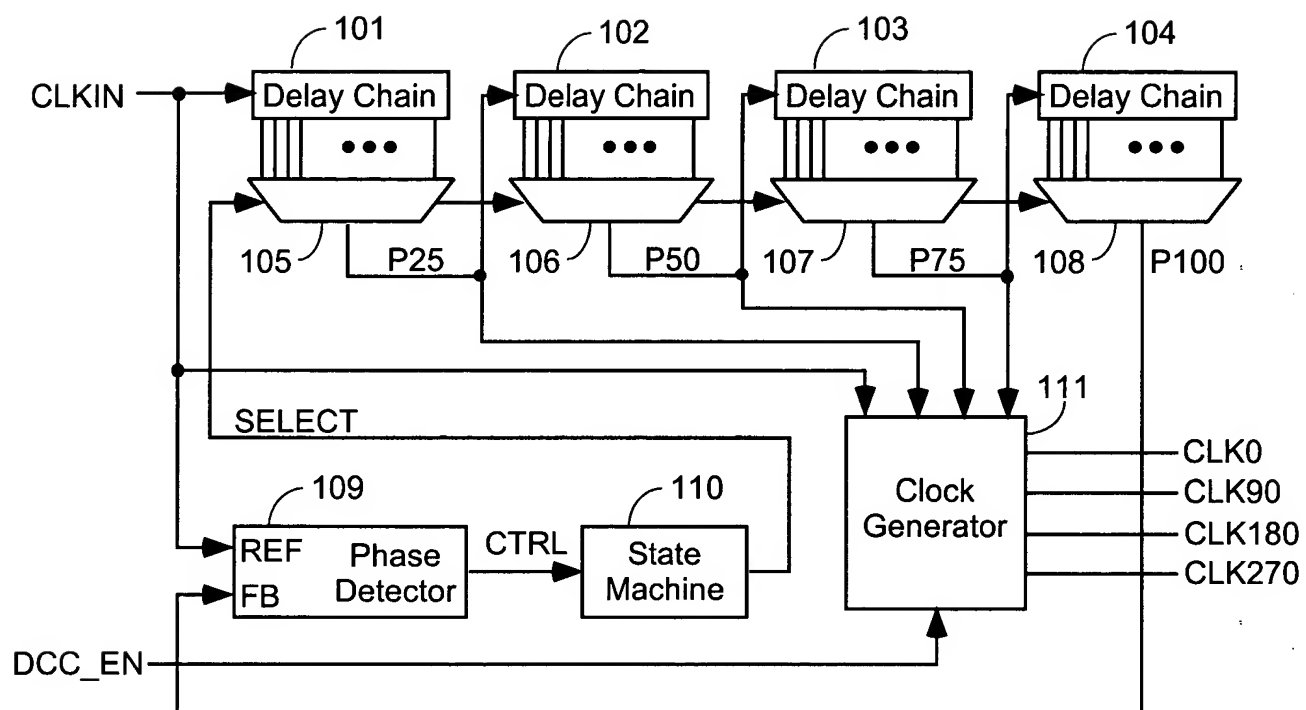 101
102
103
104
CLKIN
Delay Chain
Delay Chain
Delay Chain
Delay Chain
105
P25
106
P50
107
P75
108
P100
SELECT
111
109
110
CLK0
CLK90
CLK180
CLK270
Clock
Generator
REF
FB
Phase
Detector
CTRL
State
Machine
DCC_EN